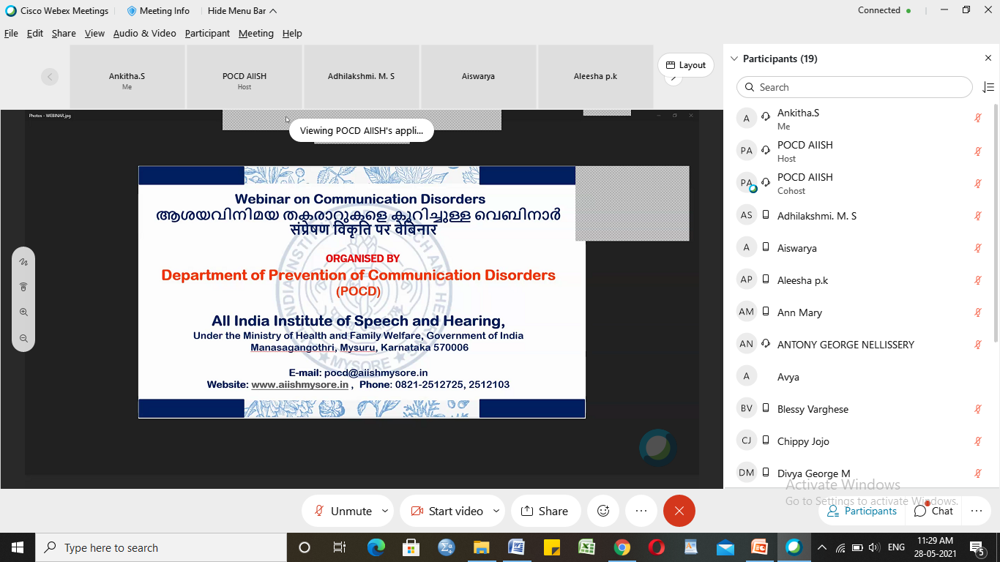 Cisco Webex Meetings
Meeting Info
Hide Menu Bar
Connected
File Edit Share View Audio & Video Participant Meeting Help
Ankitha.S
Me
POCD AIISH
Host
Adhilakshmi. M. S
Aiswarya
Aleesha p.k
Layout
Photos - WEBINAR.jpg
Viewing POCD AIISH's appli...
Webinar on Communication Disorders
ആശയവിനിമയ തകരാറുകളെ കുറിച്ചുള്ള വെബിനാർ
संप्रेषण विकृति पर वेबिनार
ORGANISED BY
Department of Prevention of Communication Disorders
(POCD)
All India Institute of Speech and Hearing,
Under the Ministry of Health and Family Welfare, Government of India
Manasagangothri, Mysuru, Karnataka 570006
E-mail: pocd@aiishmysore.in
Website: www.aiishmysore.in , Phone: 0821-2512725, 2512103
MYSORE
Participants (19)
Search
A Ankitha.S
Me
PA POCD AIISH
Host
PA POCD AIISH
Cohost
AS Adhilakshmi. M. S
A Aiswarya
AP Aleesha p.k
AM Ann Mary
AN ANTONY GEORGE NELLISSERY
A Avya
BV Blessy Varghese
CJ Chippy Jojo
DM Divya George M
Activate Windows
Go to Settings to activate Windows.
Unmute
Start video
Share
Participants
Chat
Type here to search
ENG
11:29 AM
28-05-2021
5